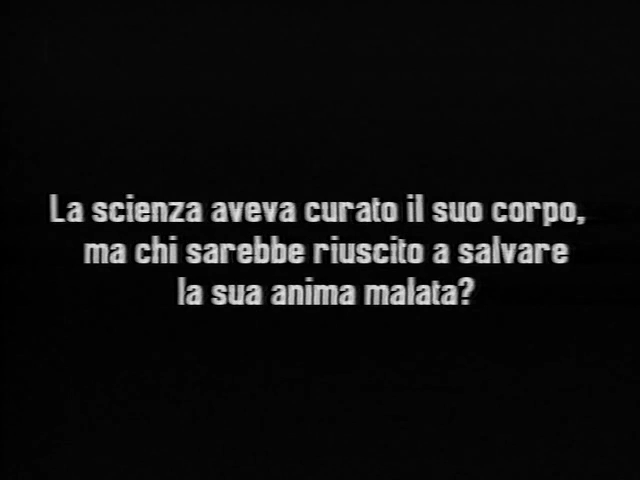 La scienza aveva curato il suo corpo,
ma chi sarebbe riuscito a salvare
la sua anima malata?